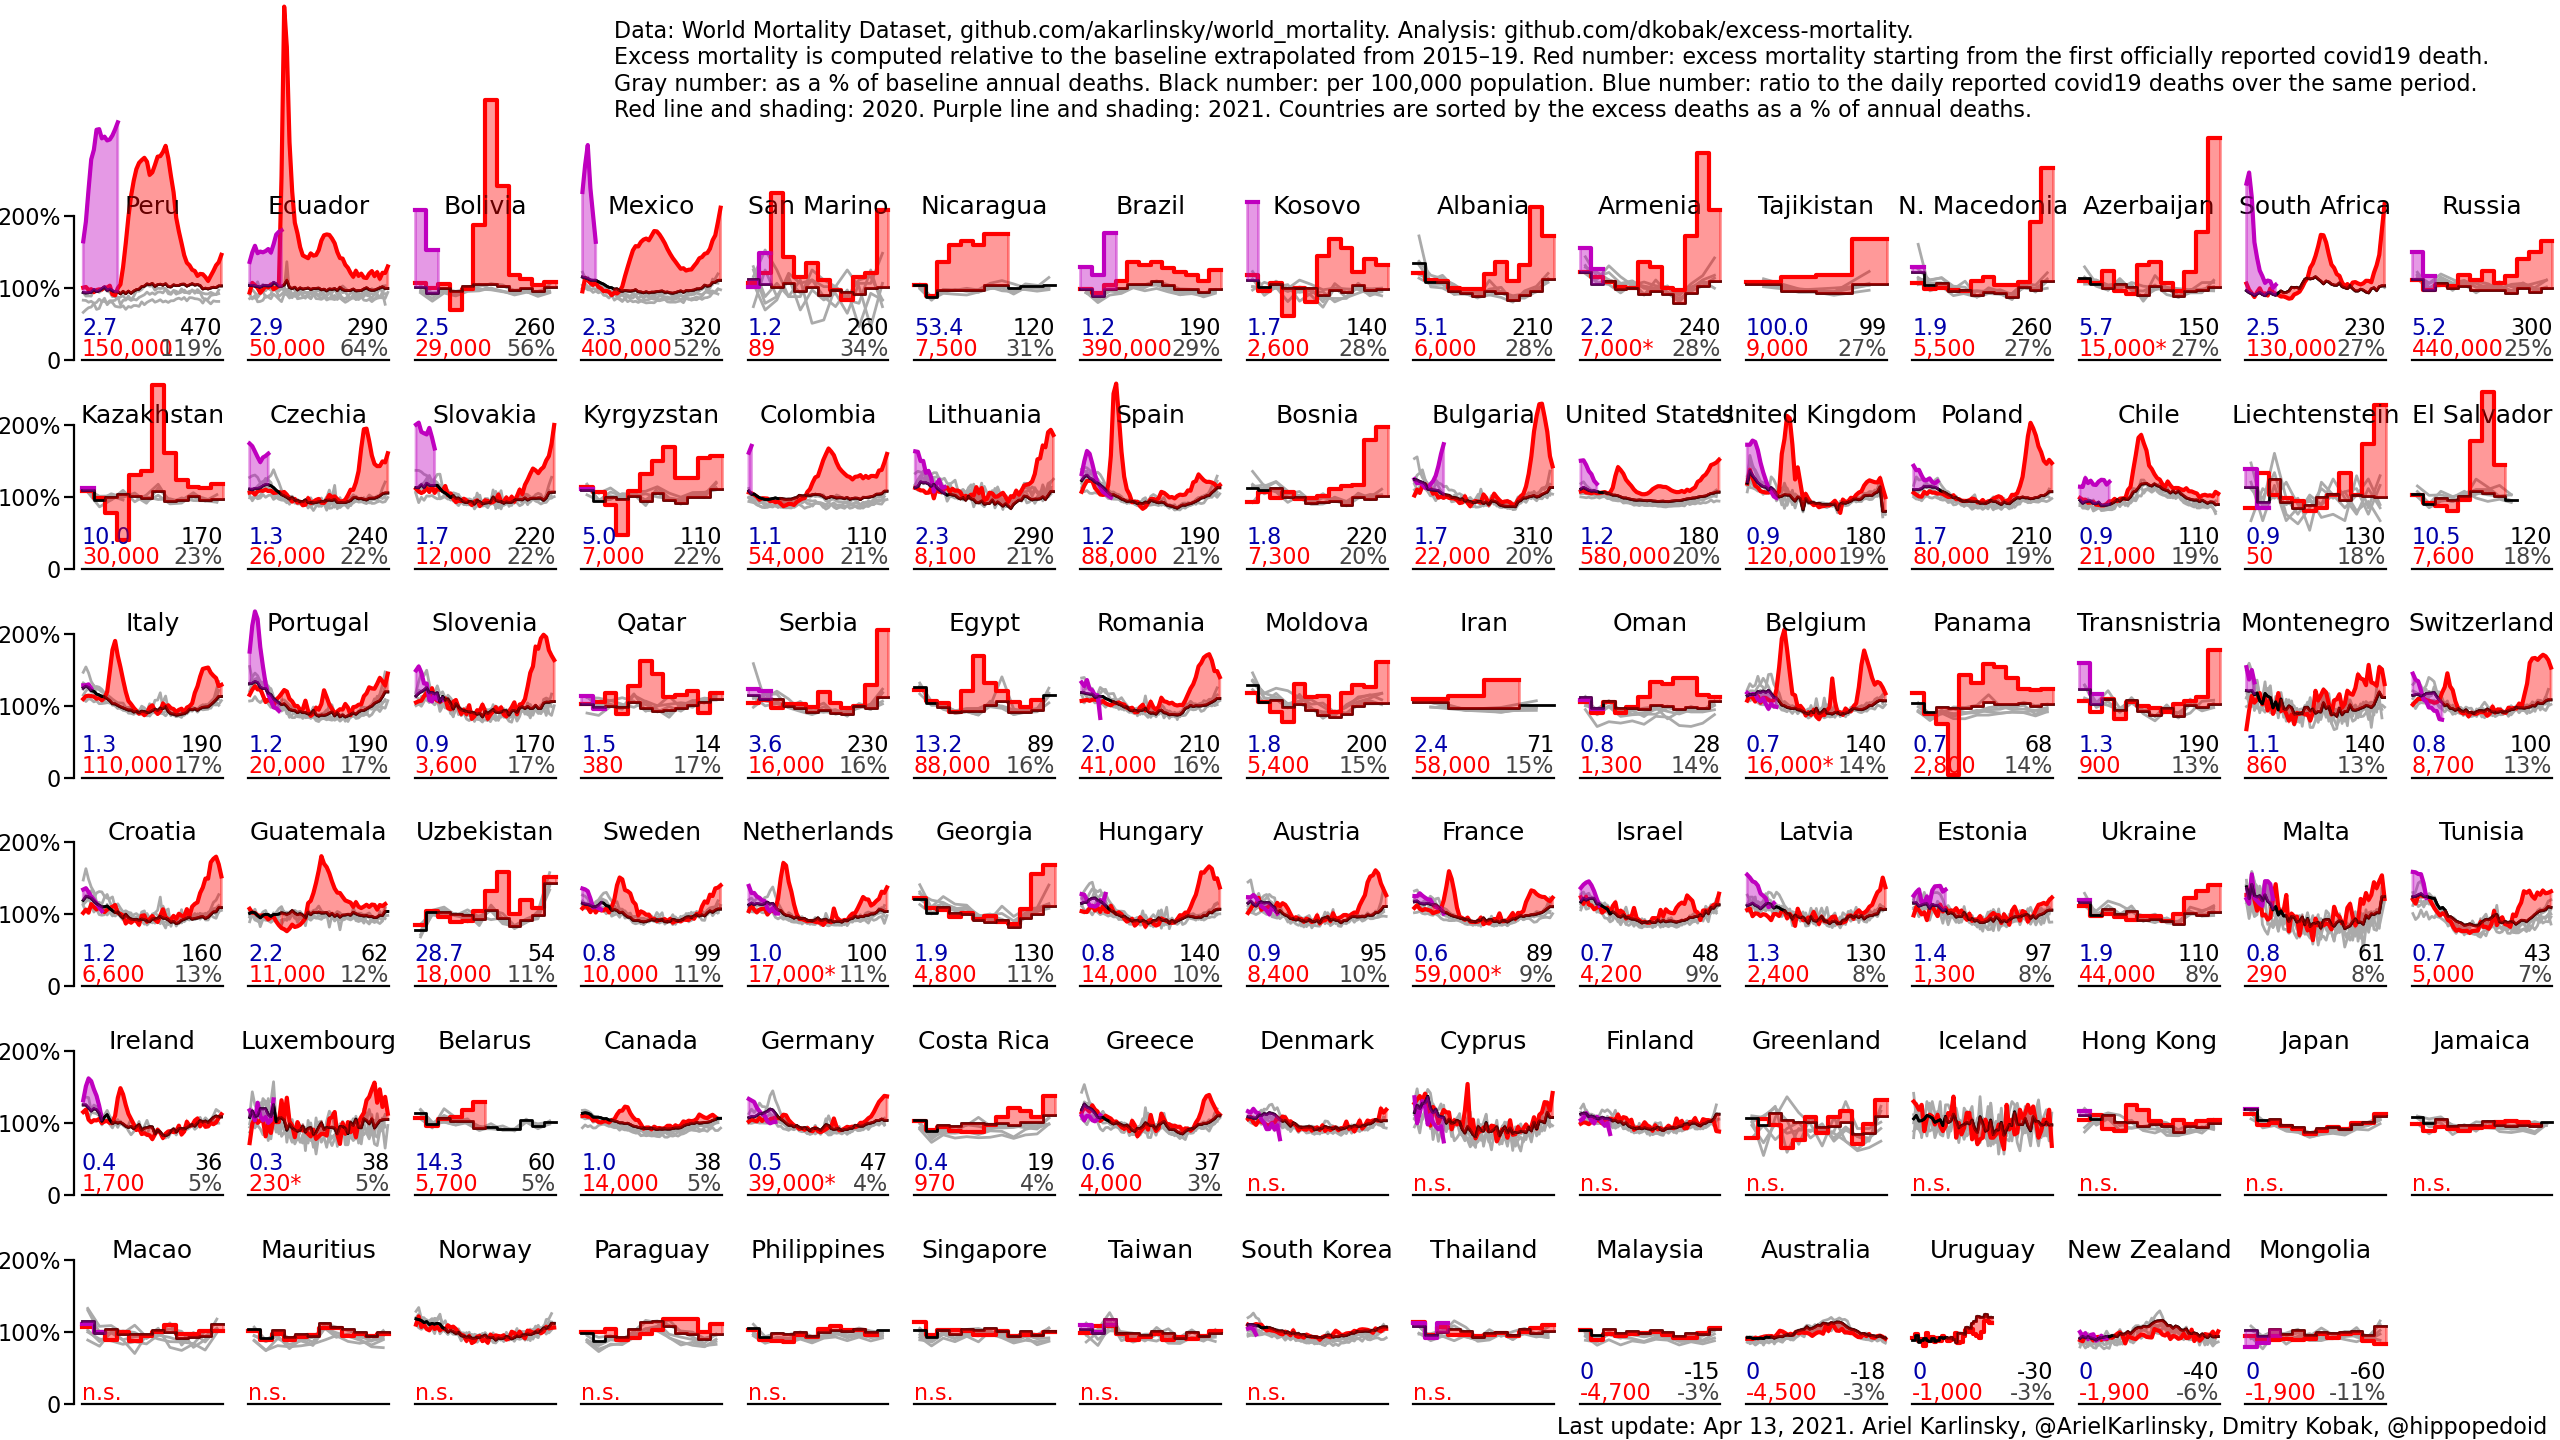 Data: World Mortality Dataset, github.com/akarlinsky/world_mortality. Analysis: github.com/dkobak/excess-mortality.
Excess mortality is computed relative to the baseline extrapolated from 2015–19. Red number: excess mortality starting from the first officially reported covid19 death.
Gray number: as a % of baseline annual deaths. Black number: per 100,000 population. Blue number: ratio to the daily reported covid19 deaths over the same period.
Red line and shading: 2020. Purple line and shading: 2021. Countries are sorted by the excess deaths as a % of annual deaths.
Peru Ecuador Bolivia Mexico San Marino Nicaragua Brazil Kosovo Albania Armenia Tajikistan N. Macedonia Azerbaijan South Africa Russia
200%
100%
2.7 470 2.9 290 2.5 260 2.3 320 1.2 260 53.4 120 1.2 190 1.7 140 5.1 210 2.2 240 100.0 99 1.9 260 5.7 150 2.5 230 5.2 300
150,000 119% 50,000 64% 29,000 56% 400,000 52% 89 34% 7,500 31% 390,000 29% 2,600 28% 6,000 28% 7,000* 28% 9,000 27% 5,500 27% 15,000* 27% 130,000 27% 440,000 25%
0
Kazakhstan Czechia Slovakia Kyrgyzstan Colombia Lithuania Spain Bosnia Bulgaria United States United Kingdom Poland Chile Liechtenstein El Salvador
200%
100%
10.0 170 1.3 240 1.7 220 5.0 110 1.1 110 2.3 290 1.2 190 1.8 220 1.7 310 1.2 180 0.9 180 1.7 210 0.9 110 0.9 130 10.5 120
30,000 23% 26,000 22% 12,000 22% 7,000 22% 54,000 21% 8,100 21% 88,000 21% 7,300 20% 22,000 20% 580,000 20% 120,000 19% 80,000 19% 21,000 19% 50 18% 7,600 18%
0
Italy Portugal Slovenia Qatar Serbia Egypt Romania Moldova Iran Oman Belgium Panama Transnistria Montenegro Switzerland
200%
100%
1.3 190 1.2 190 0.9 170 1.5 14 3.6 230 13.2 89 2.0 210 1.8 200 2.4 71 0.8 28 0.7 140 0.7 68 1.3 190 1.1 140 0.8 100
110,000 17% 20,000 17% 3,600 17% 380 17% 16,000 16% 88,000 16% 41,000 16% 5,400 15% 58,000 15% 1,300 14% 16,000* 14% 2,800 14% 900 13% 860 13% 8,700 13%
0
Croatia Guatemala Uzbekistan Sweden Netherlands Georgia Hungary Austria France Israel Latvia Estonia Ukraine Malta Tunisia
200%
100%
1.2 160 2.2 62 28.7 54 0.8 99 1.0 100 1.9 130 0.8 140 0.9 95 0.6 89 0.7 48 1.3 130 1.4 97 1.9 110 0.8 61 0.7 43
6,600 13% 11,000 12% 18,000 11% 10,000 11% 17,000* 11% 4,800 11% 14,000 10% 8,400 10% 59,000* 9% 4,200 9% 2,400 8% 1,300 8% 44,000 8% 290 8% 5,000 7%
0
Ireland Luxembourg Belarus Canada Germany Costa Rica Greece Denmark Cyprus Finland Greenland Iceland Hong Kong Japan Jamaica
200%
100%
0.4 36 0.3 38 14.3 60 1.0 38 0.5 47 0.4 19 0.6 37
1,700 5% 230* 5% 5,700 5% 14,000 5% 39,000* 4% 970 4% 4,000 3% n.s. n.s. n.s. n.s. n.s. n.s. n.s. n.s.
0
Macao Mauritius Norway Paraguay Philippines Singapore Taiwan South Korea Thailand Malaysia Australia Uruguay New Zealand Mongolia
200%
100%
0 -15 0 -18 0 -30 0 -40 0 -60
n.s. n.s. n.s. n.s. n.s. n.s. n.s. n.s. n.s. -4,700 -3% -4,500 -3% -1,000 -3% -1,900 -6% -1,900 -11%
0
Last update: Apr 13, 2021. Ariel Karlinsky, @ArielKarlinsky, Dmitry Kobak, @hippopedoid